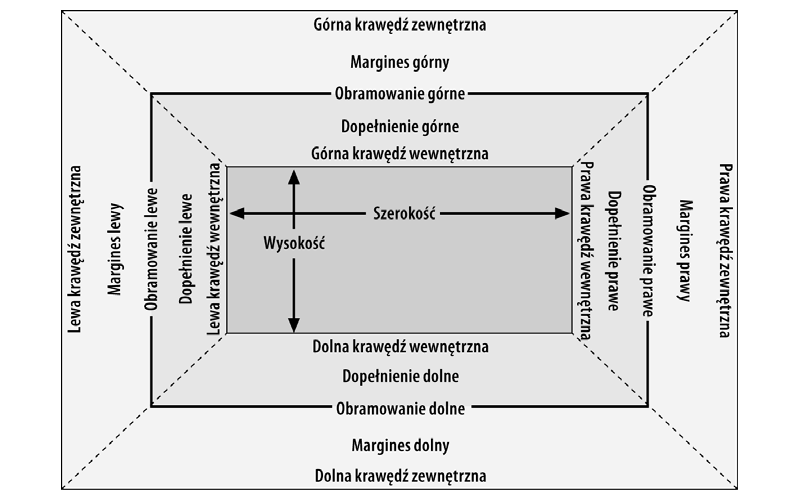 Górna krawędź zewnętrzna
Margines górny
Obramowanie górne
Dopełnienie górne
Górna krawędź wewnętrzna
Lewa krawędź zewnętrzna
Margines lewy
Obramowanie lewe
Dopełnienie lewe
Lewa krawędź wewnętrzna
Szerokość
Wysokość
Prawa krawędź wewnętrzna
Dopełnienie prawe
Obramowanie prawe
Margines prawy
Prawa krawędź zewnętrzna
Dolna krawędź wewnętrzna
Dopełnienie dolne
Obramowanie dolne
Margines dolny
Dolna krawędź zewnętrzna